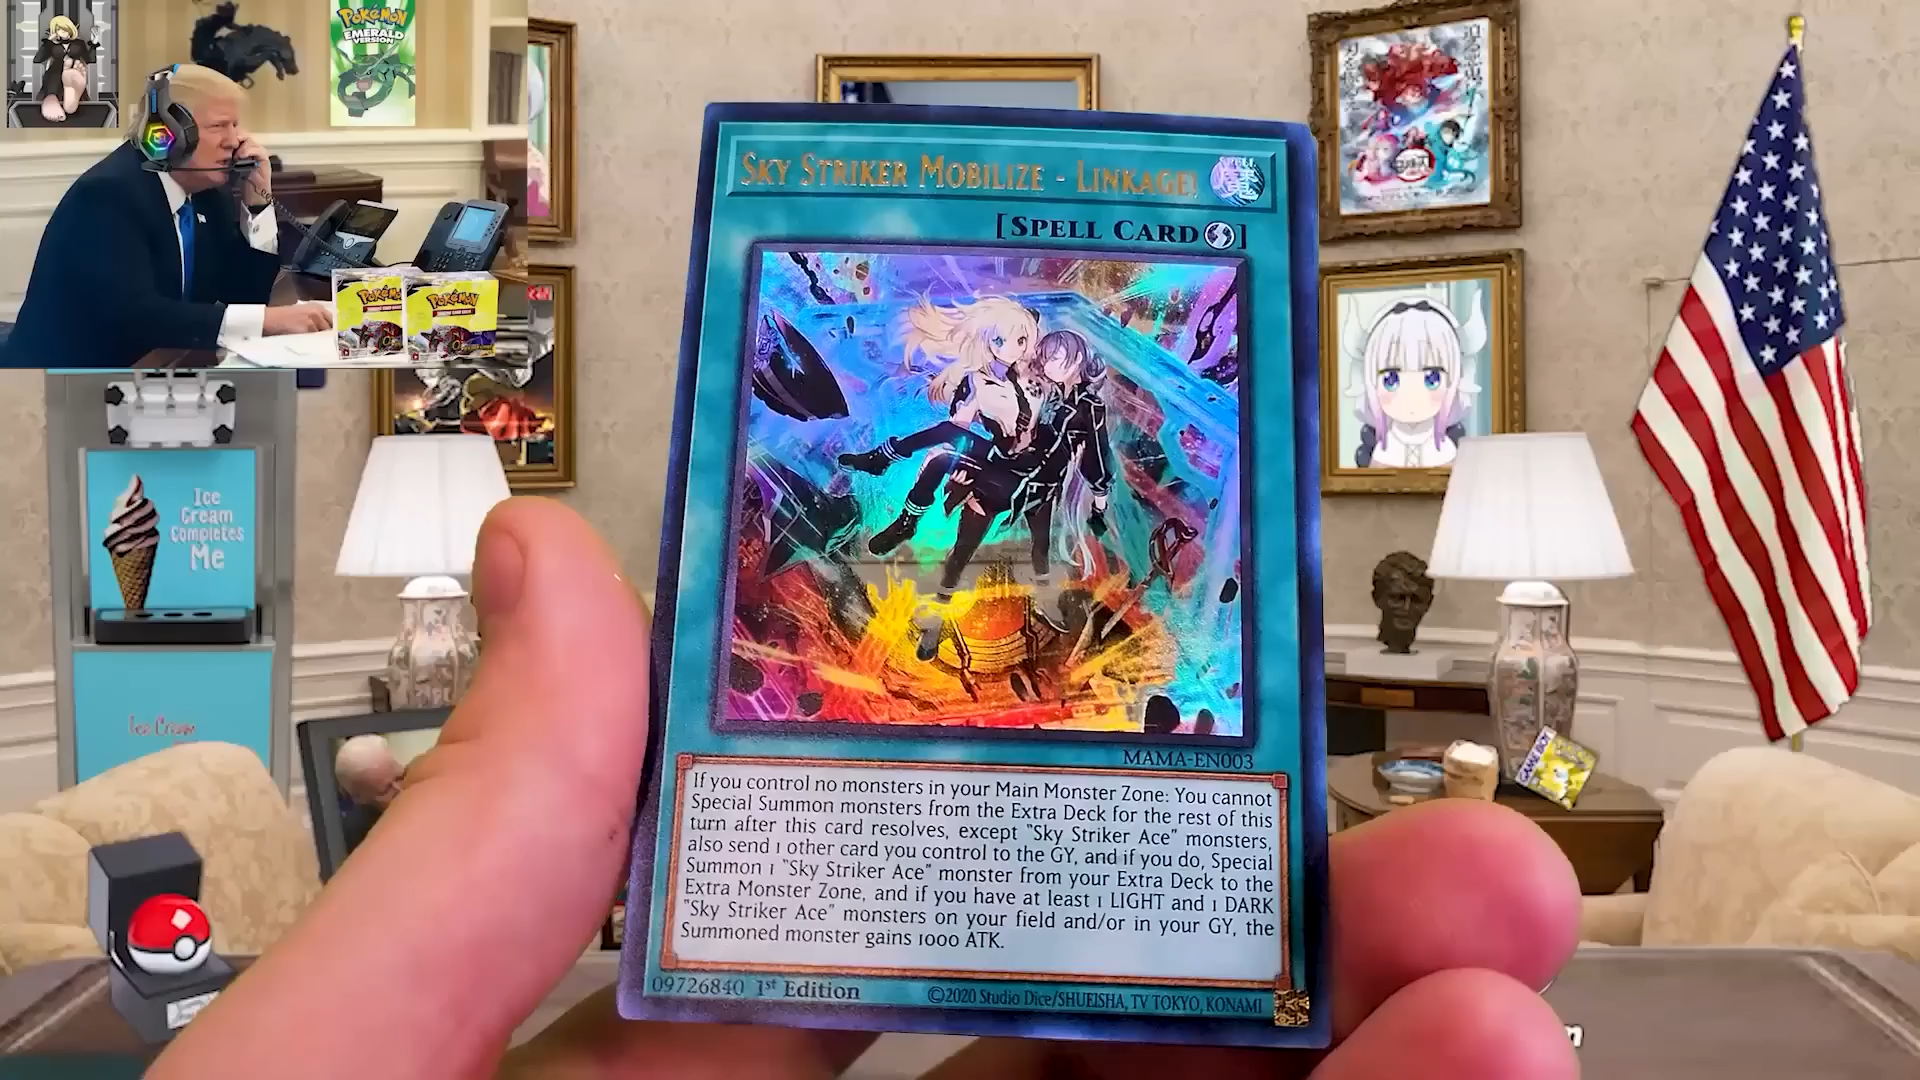 Pokémon
EMERALD
VERSION
Pokémon
Pokémon
Ice
Cream
Completes
Me
Ice Cream
GAME BOY
SKY STRIKER MOBILIZE - LINKAGE!
SPELL
[SPELL CARD]
MAMA-EN003
If you control no monsters in your Main Monster Zone: You cannot
Special Summon monsters from the Extra Deck for the rest of this
turn after this card resolves, except "Sky Striker Ace" monsters,
also send 1 other card you control to the GY, and if you do, Special
Summon 1 "Sky Striker Ace" monster from your Extra Deck to the
Extra Monster Zone, and if you have at least 1 LIGHT and 1 DARK
"Sky Striker Ace" monsters on your field and/or in your GY, the
Summoned monster gains 1000 ATK.
09726840 1st Edition
©2020 Studio Dice/SHUEISHA, TV TOKYO, KONAMI